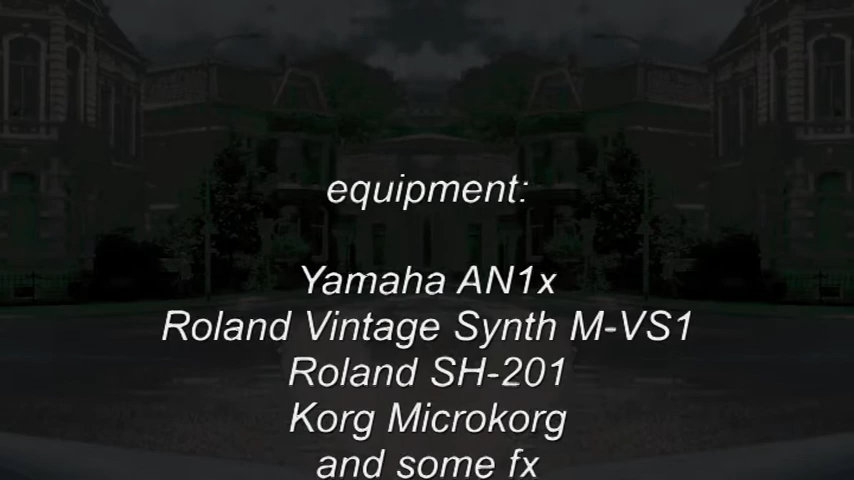 equipment:
Yamaha AN1x
Roland Vintage Synth M-VS1
Roland SH-201
Korg Microkorg
and some fx